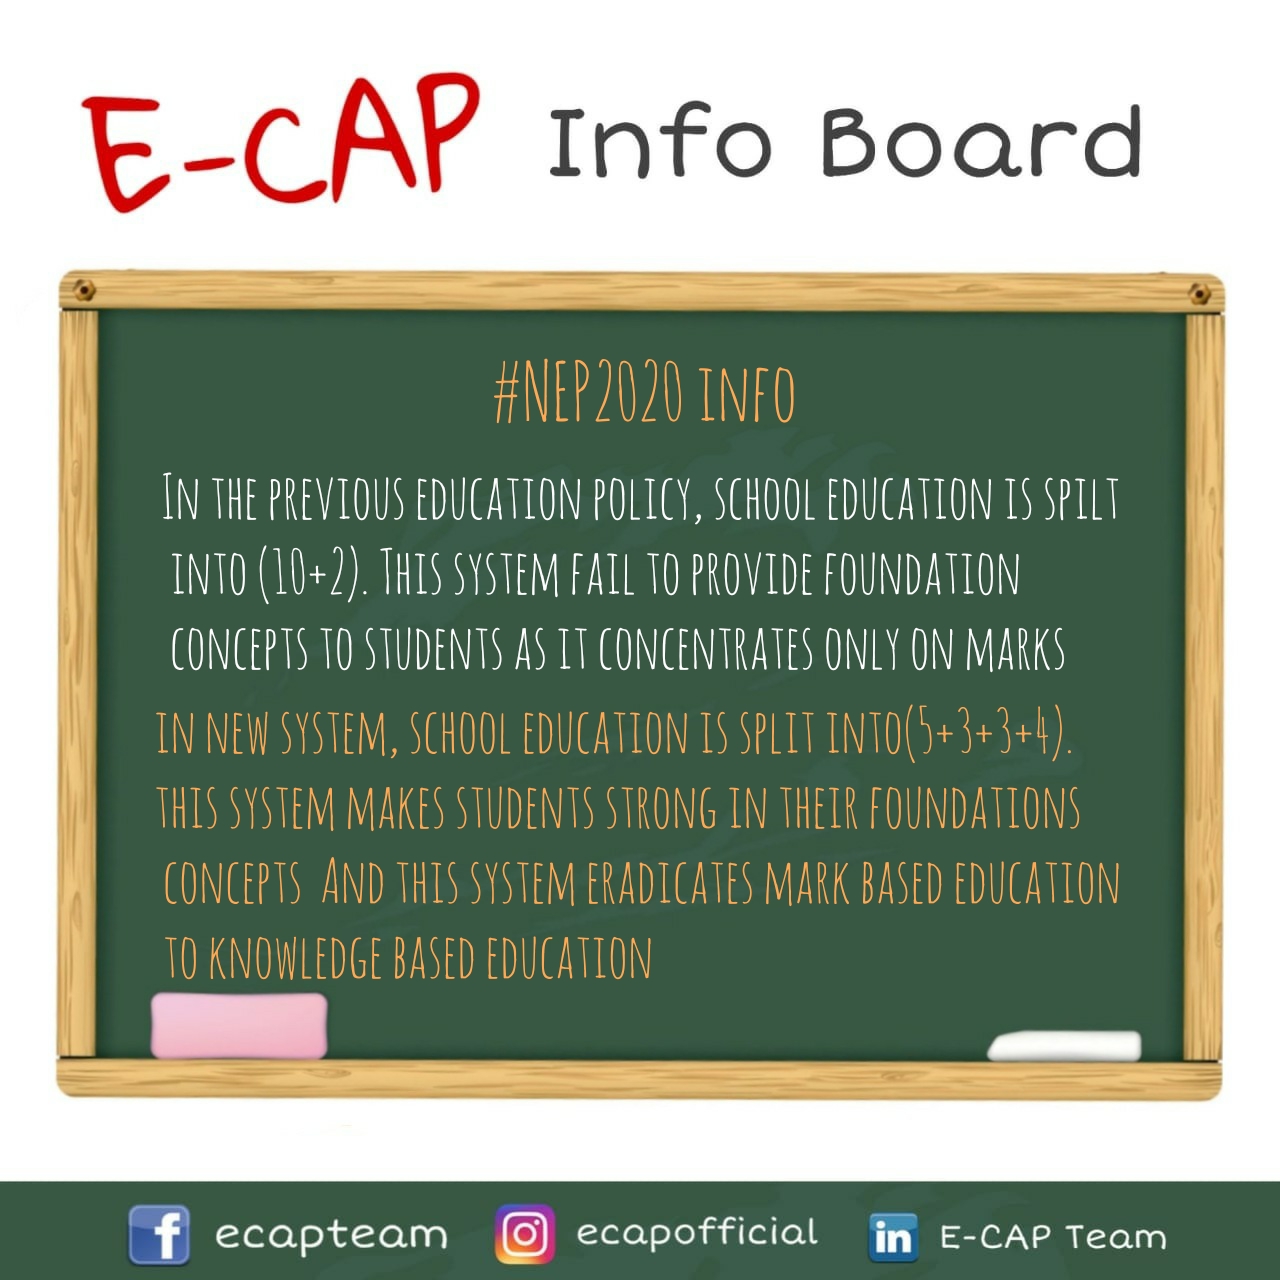 E-CAP Info Board
#NEP2020 INFO
IN THE PREVIOUS EDUCATION POLICY, SCHOOL EDUCATION IS SPILT
INTO (10+2). THIS SYSTEM FAIL TO PROVIDE FOUNDATION
CONCEPTS TO STUDENTS AS IT CONCENTRATES ONLY ON MARKS
IN NEW SYSTEM, SCHOOL EDUCATION IS SPLIT INTO(5+3+3+4).
THIS SYSTEM MAKES STUDENTS STRONG IN THEIR FOUNDATIONS
CONCEPTS AND THIS SYSTEM ERADICATES MARK BASED EDUCATION
TO KNOWLEDGE BASED EDUCATION
f ecapteam ecapofficial in E-CAP Team